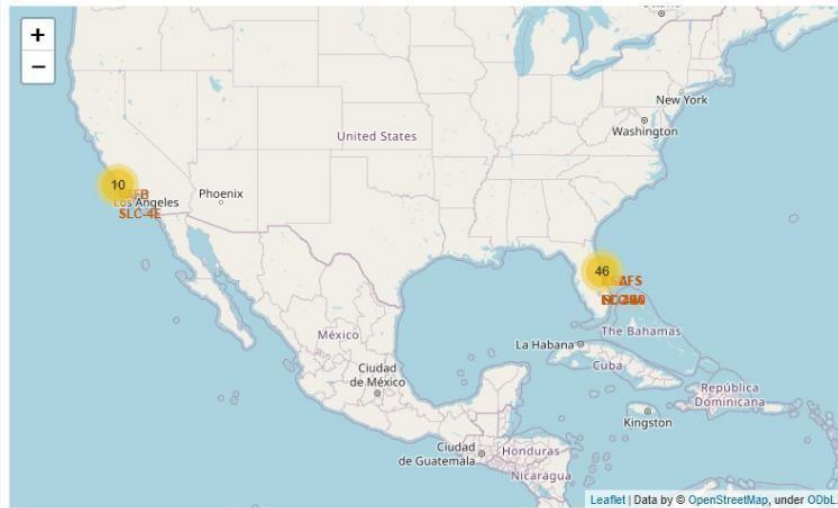 +
−
Ottawa
New York
Washington
United States
10
Los Angeles
Phoenix
SLC-4E
46
The Bahamas
México
La Habana
Cuba
Ciudad
de México
República
Dominicana
Kingston
Ciudad
de Guatemala
Honduras
Nicaragua
Leaflet | Data by © OpenStreetMap, under ODbL.